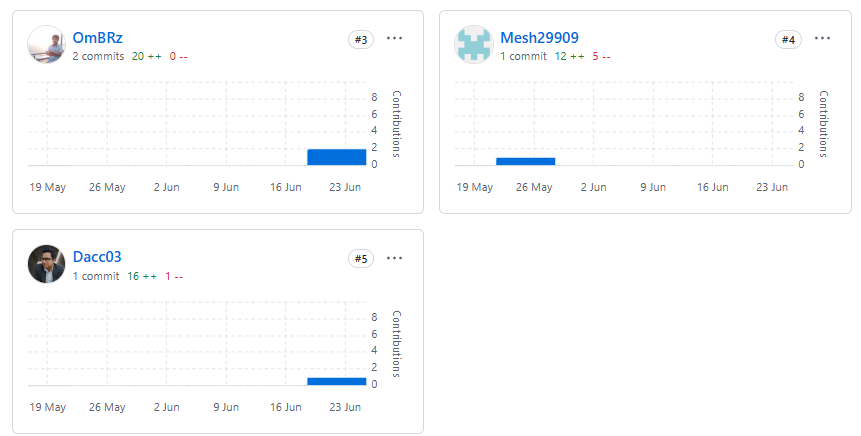 OmBRz #3 ...
2 commits 20 ++ 0 --
8
6
4
2
0
Contributions
19 May 26 May 2 Jun 9 Jun 16 Jun 23 Jun
Mesh29909 #4 ...
1 commit 12 ++ 5 --
8
6
4
2
0
Contributions
19 May 26 May 2 Jun 9 Jun 16 Jun 23 Jun
Dacc03 #5 ...
1 commit 16 ++ 1 --
8
6
4
2
0
Contributions
19 May 26 May 2 Jun 9 Jun 16 Jun 23 Jun